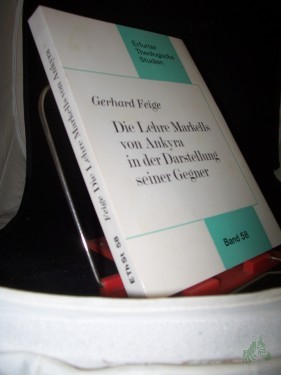 Erfurter
Theologische
Studien
Gerhard Feige
Die Lehre Markells
von Ankyra
in der Darstellung
seiner Gegner
Band 58
Feige: Die Lehre Markells von Ankyra
EThSt 58